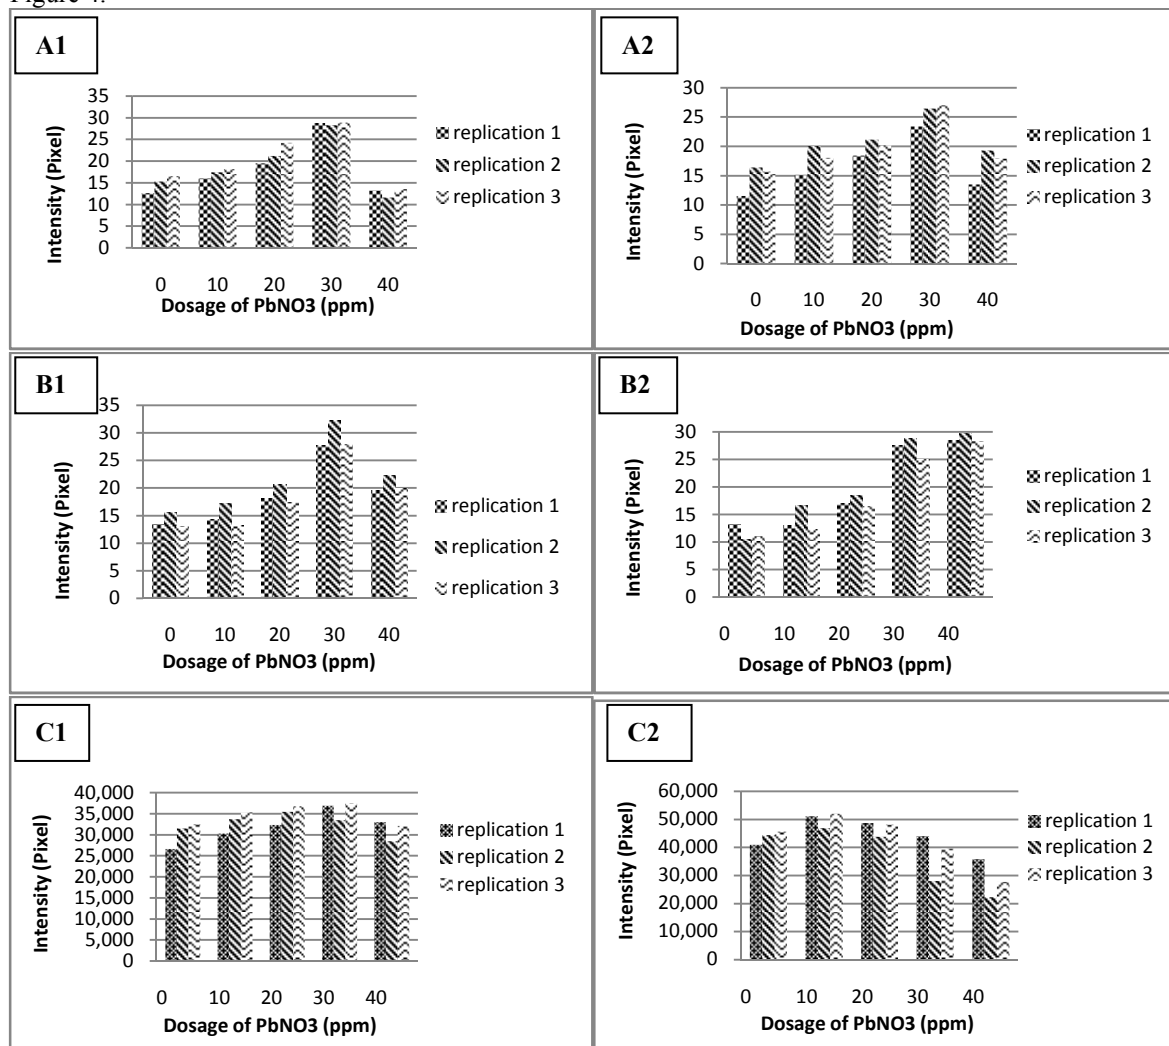 A1
35
30
25
20
15
10
5
0
Intensity (Pixel)
0 10 20 30 40
Dosage of PbNO3 (ppm)
replication 1
replication 2
replication 3
A2
30
25
20
15
10
5
0
Intensity (Pixel)
0 10 20 30 40
Dosage of PbNO3 (ppm)
replication 1
replication 2
replication 3
B1
35
30
25
20
15
10
5
0
Intensity (Pixel)
0 10 20 30 40
Dosage of PbNO3 (ppm)
replication 1
replication 2
replication 3
B2
30
25
20
15
10
5
0
Intensity (Pixel)
0 10 20 30 40
Dosage of PbNO3 (ppm)
replication 1
replication 2
replication 3
C1
40,000
35,000
30,000
25,000
20,000
15,000
10,000
5,000
0
Intensity (Pixel)
0 10 20 30 40
Dosage of PbNO3 (ppm)
replication 1
replication 2
replication 3
C2
60,000
50,000
40,000
30,000
20,000
10,000
0
Intensity (Pixel)
0 10 20 30 40
Dosage of PbNO3 (ppm)
replication 1
replication 2
replication 3